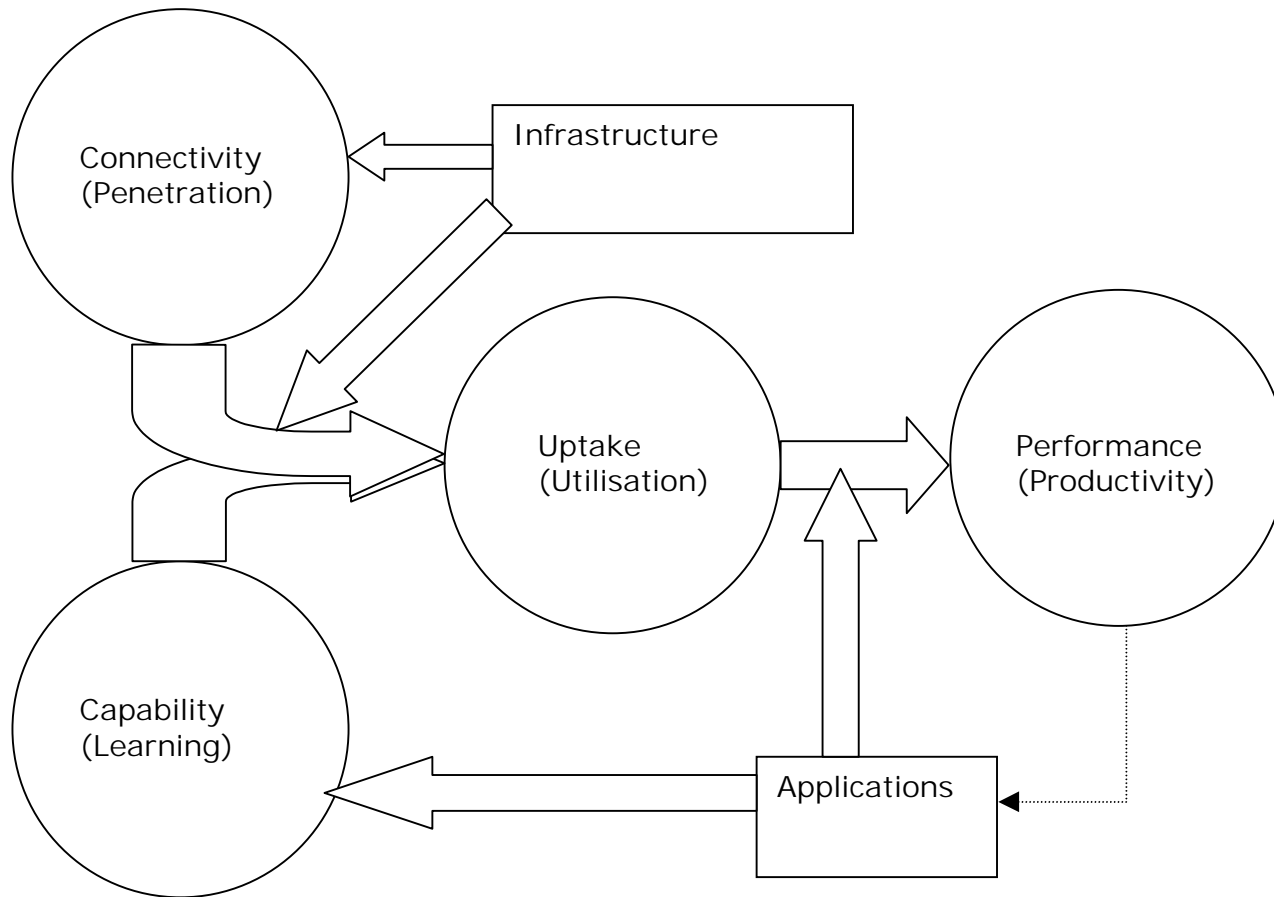 Infrastructure
Connectivity
(Penetration)
Uptake
(Utilisation)
Performance
(Productivity)
Capability
(Learning)
Applications